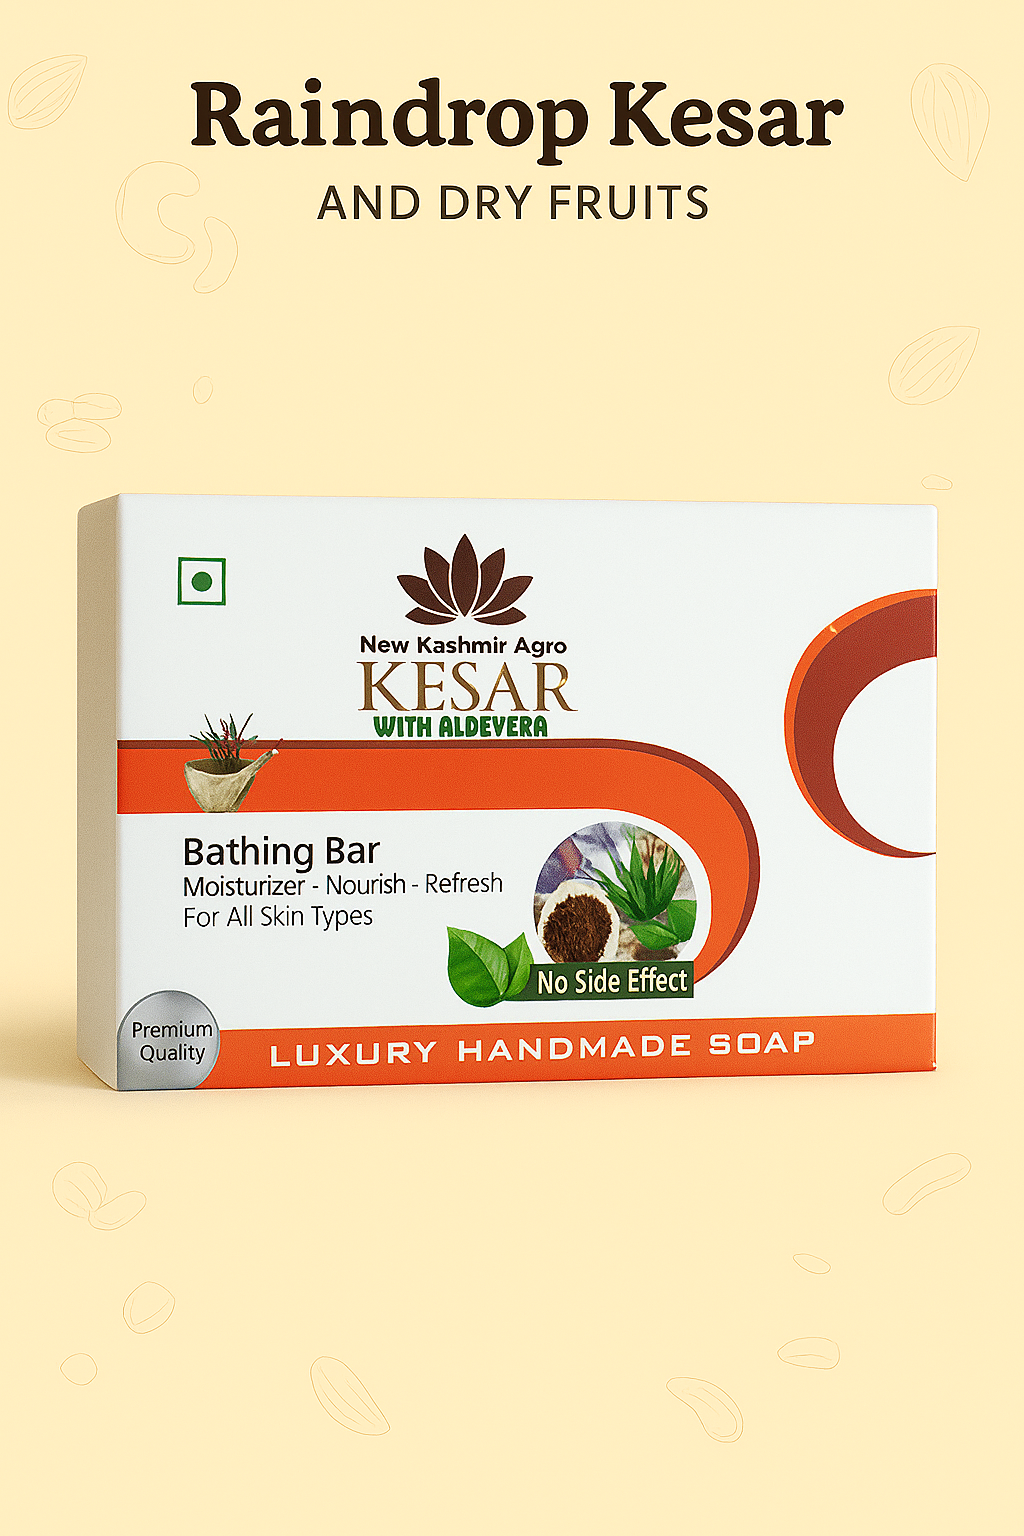 Raindrop Kesar
AND DRY FRUITS
New Kashmir Agro
KESAR
WITH ALDEVERA
Bathing Bar
Moisturizer - Nourish - Refresh
For All Skin Types
No Side Effect
Premium
Quality
LUXURY HANDMADE SOAP